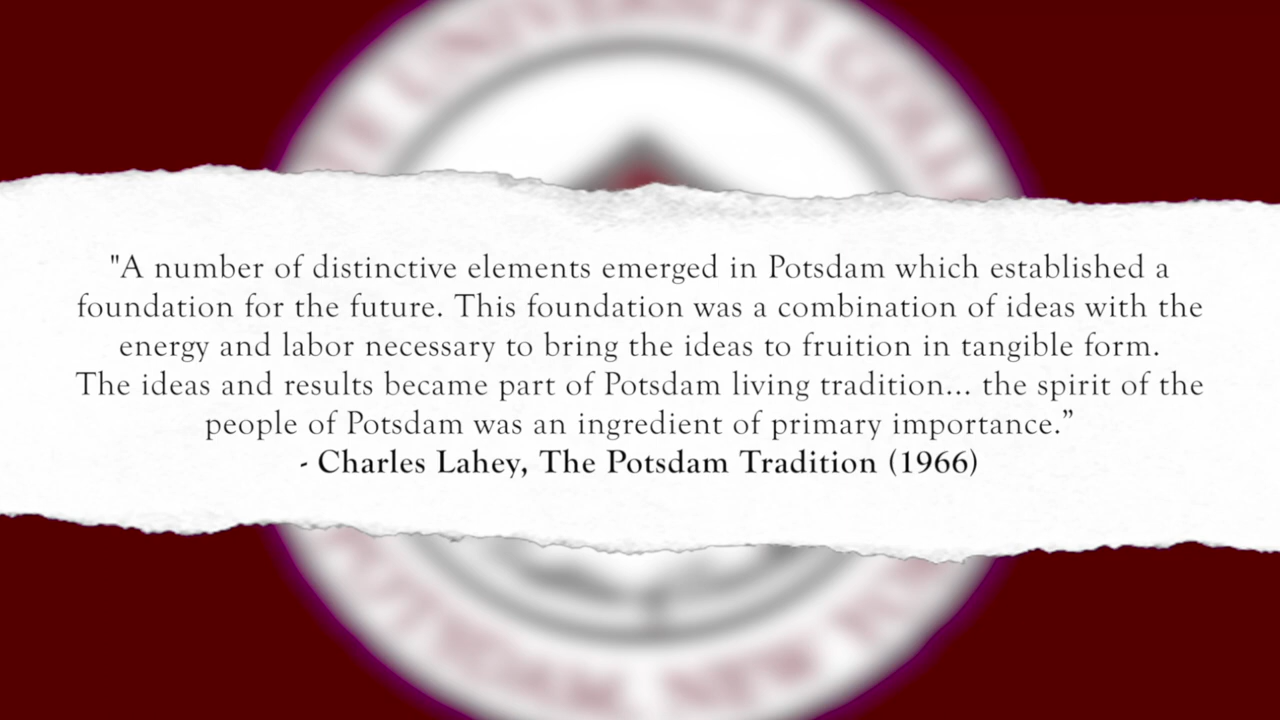 "A number of distinctive elements emerged in Potsdam which established a
foundation for the future. This foundation was a combination of ideas with the
energy and labor necessary to bring the ideas to fruition in tangible form.
The ideas and results became part of Potsdam living tradition... the spirit of the
people of Potsdam was an ingredient of primary importance.”
- Charles Lahey, The Potsdam Tradition (1966)